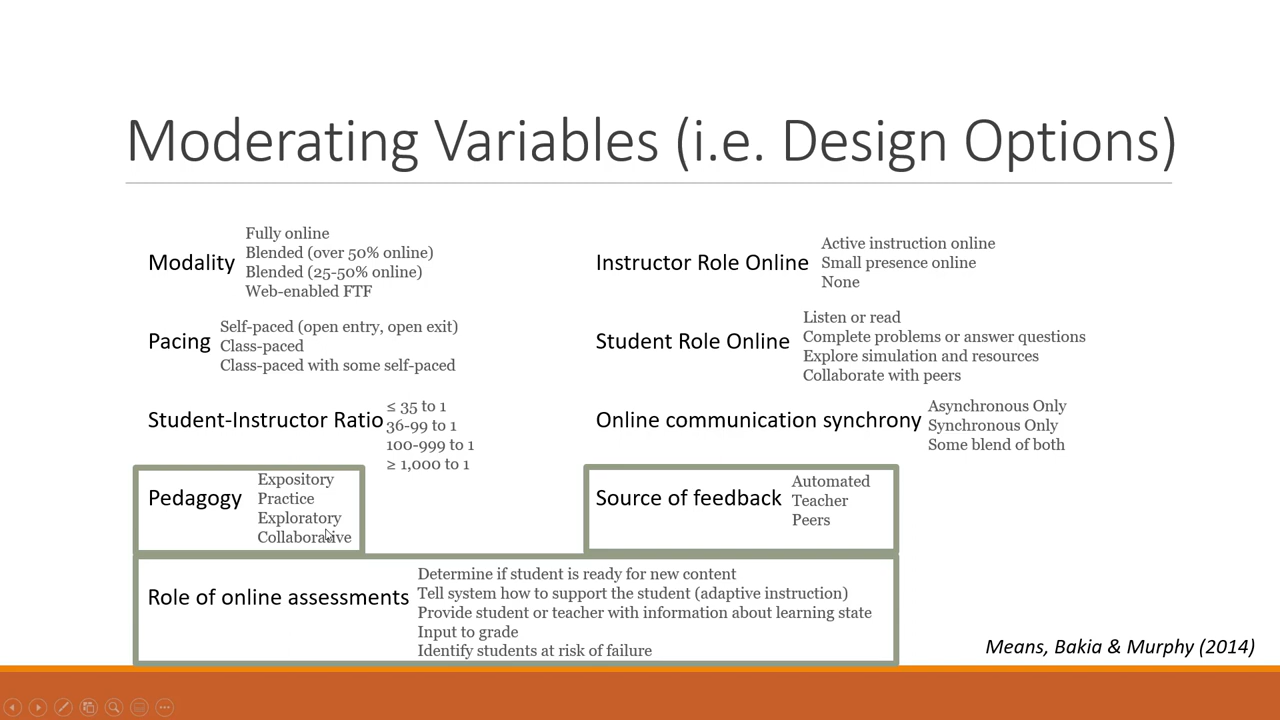 Moderating Variables (i.e. Design Options)
Modality
Fully online
Blended (over 50% online)
Blended (25-50% online)
Web-enabled FTF
Instructor Role Online
Active instruction online
Small presence online
None
Pacing
Self-paced (open entry, open exit)
Class-paced
Class-paced with some self-paced
Student Role Online
Listen or read
Complete problems or answer questions
Explore simulation and resources
Collaborate with peers
Student-Instructor Ratio
≤ 35 to 1
36-99 to 1
100-999 to 1
≥ 1,000 to 1
Online communication synchrony
Asynchronous Only
Synchronous Only
Some blend of both
Pedagogy
Expository
Practice
Exploratory
Collaborative
Source of feedback
Automated
Teacher
Peers
Role of online assessments
Determine if student is ready for new content
Tell system how to support the student (adaptive instruction)
Provide student or teacher with information about learning state
Input to grade
Identify students at risk of failure
Means, Bakia & Murphy (2014)